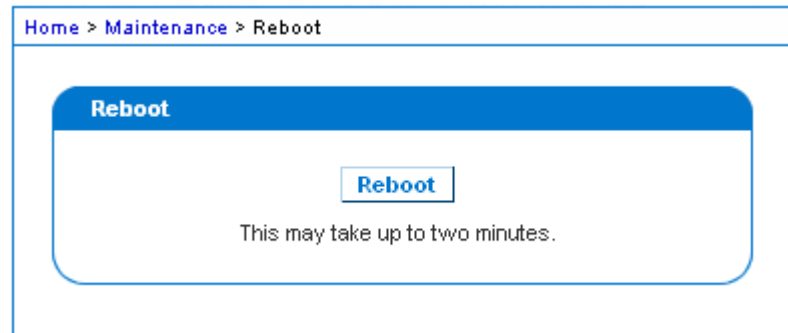 Home > Maintenance > Reboot
Reboot
Reboot
This may take up to two minutes.